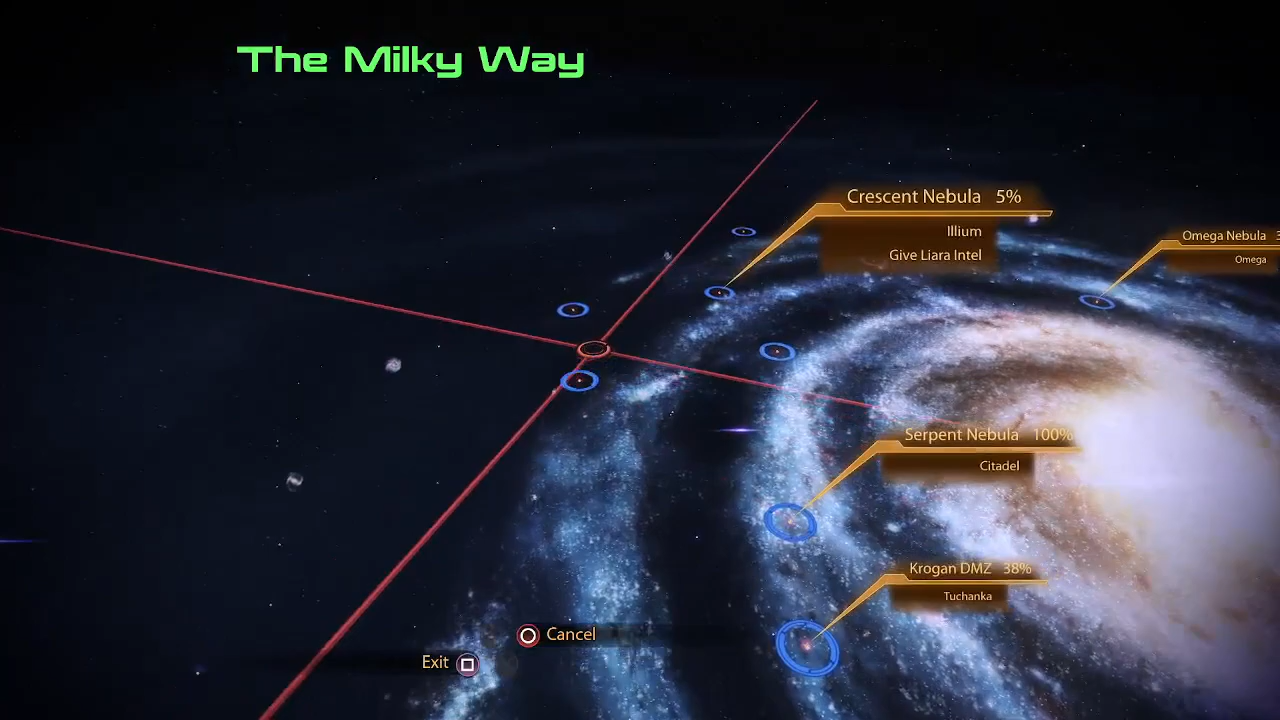 The Milky Way
Crescent Nebula 5%
Illium
Give Liara Intel
Omega Nebula
Omega
Serpent Nebula 100%
Citadel
Krogan DMZ 38%
Tuchanka
Cancel
Exit